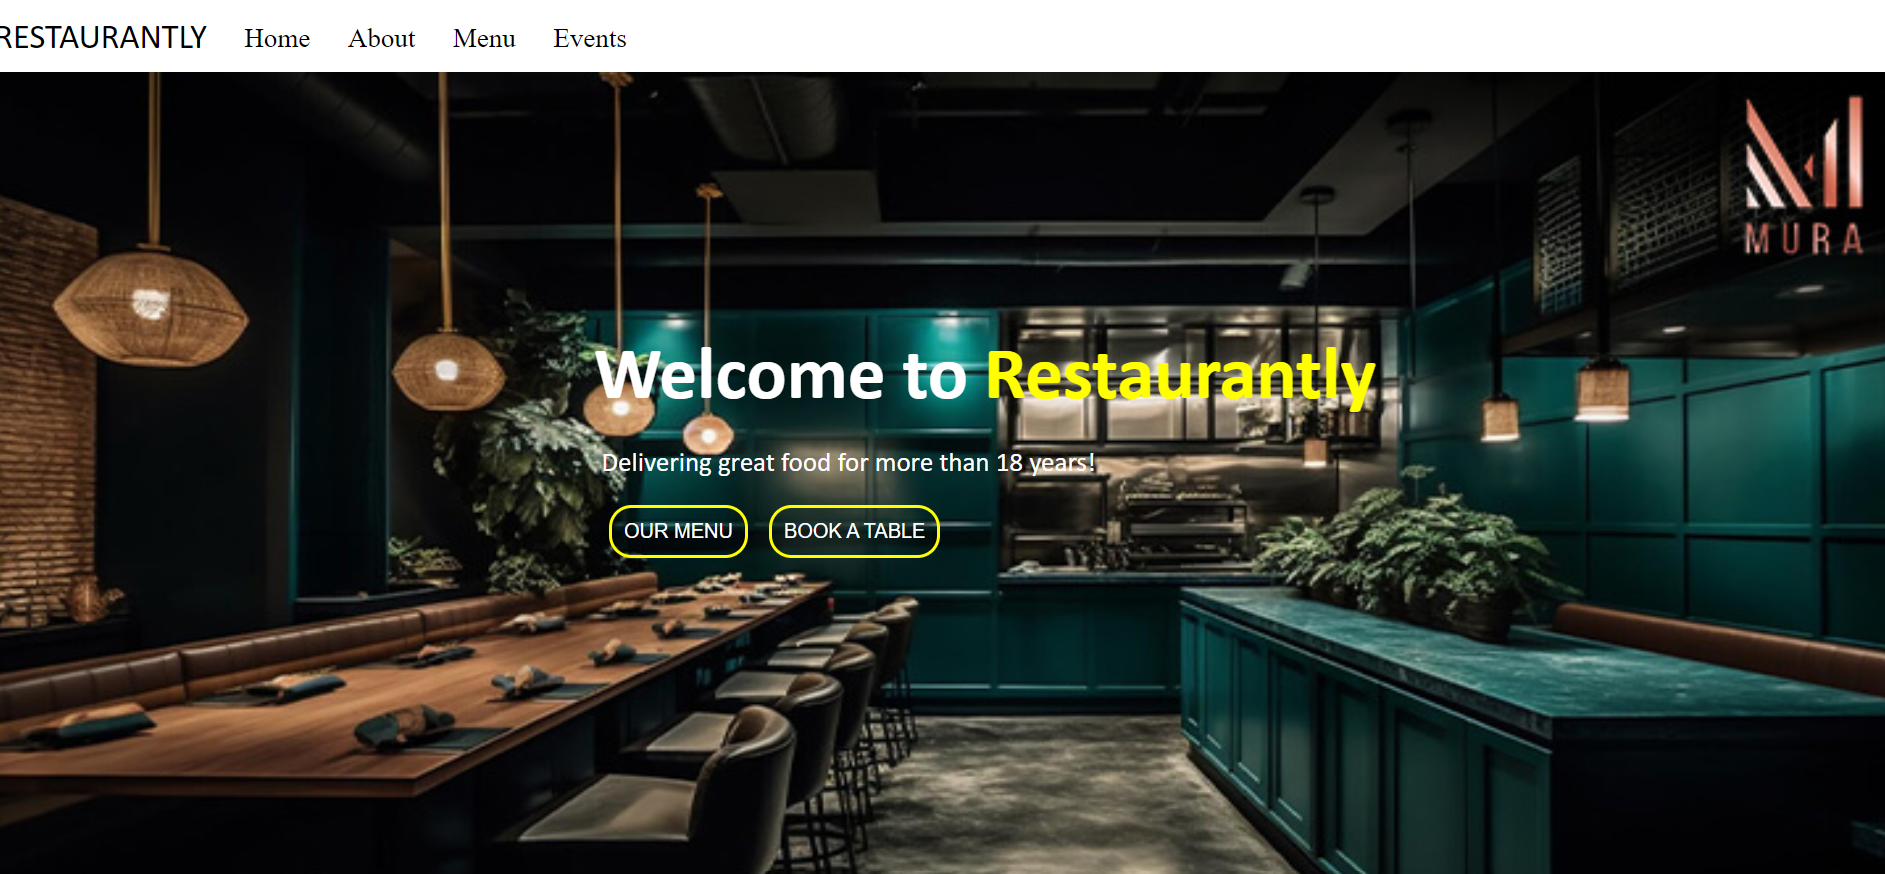 RESTAURANTLY Home About Menu Events
MURA
Welcome to Restaurantly
Delivering great food for more than 18 years!
OUR MENU BOOK A TABLE